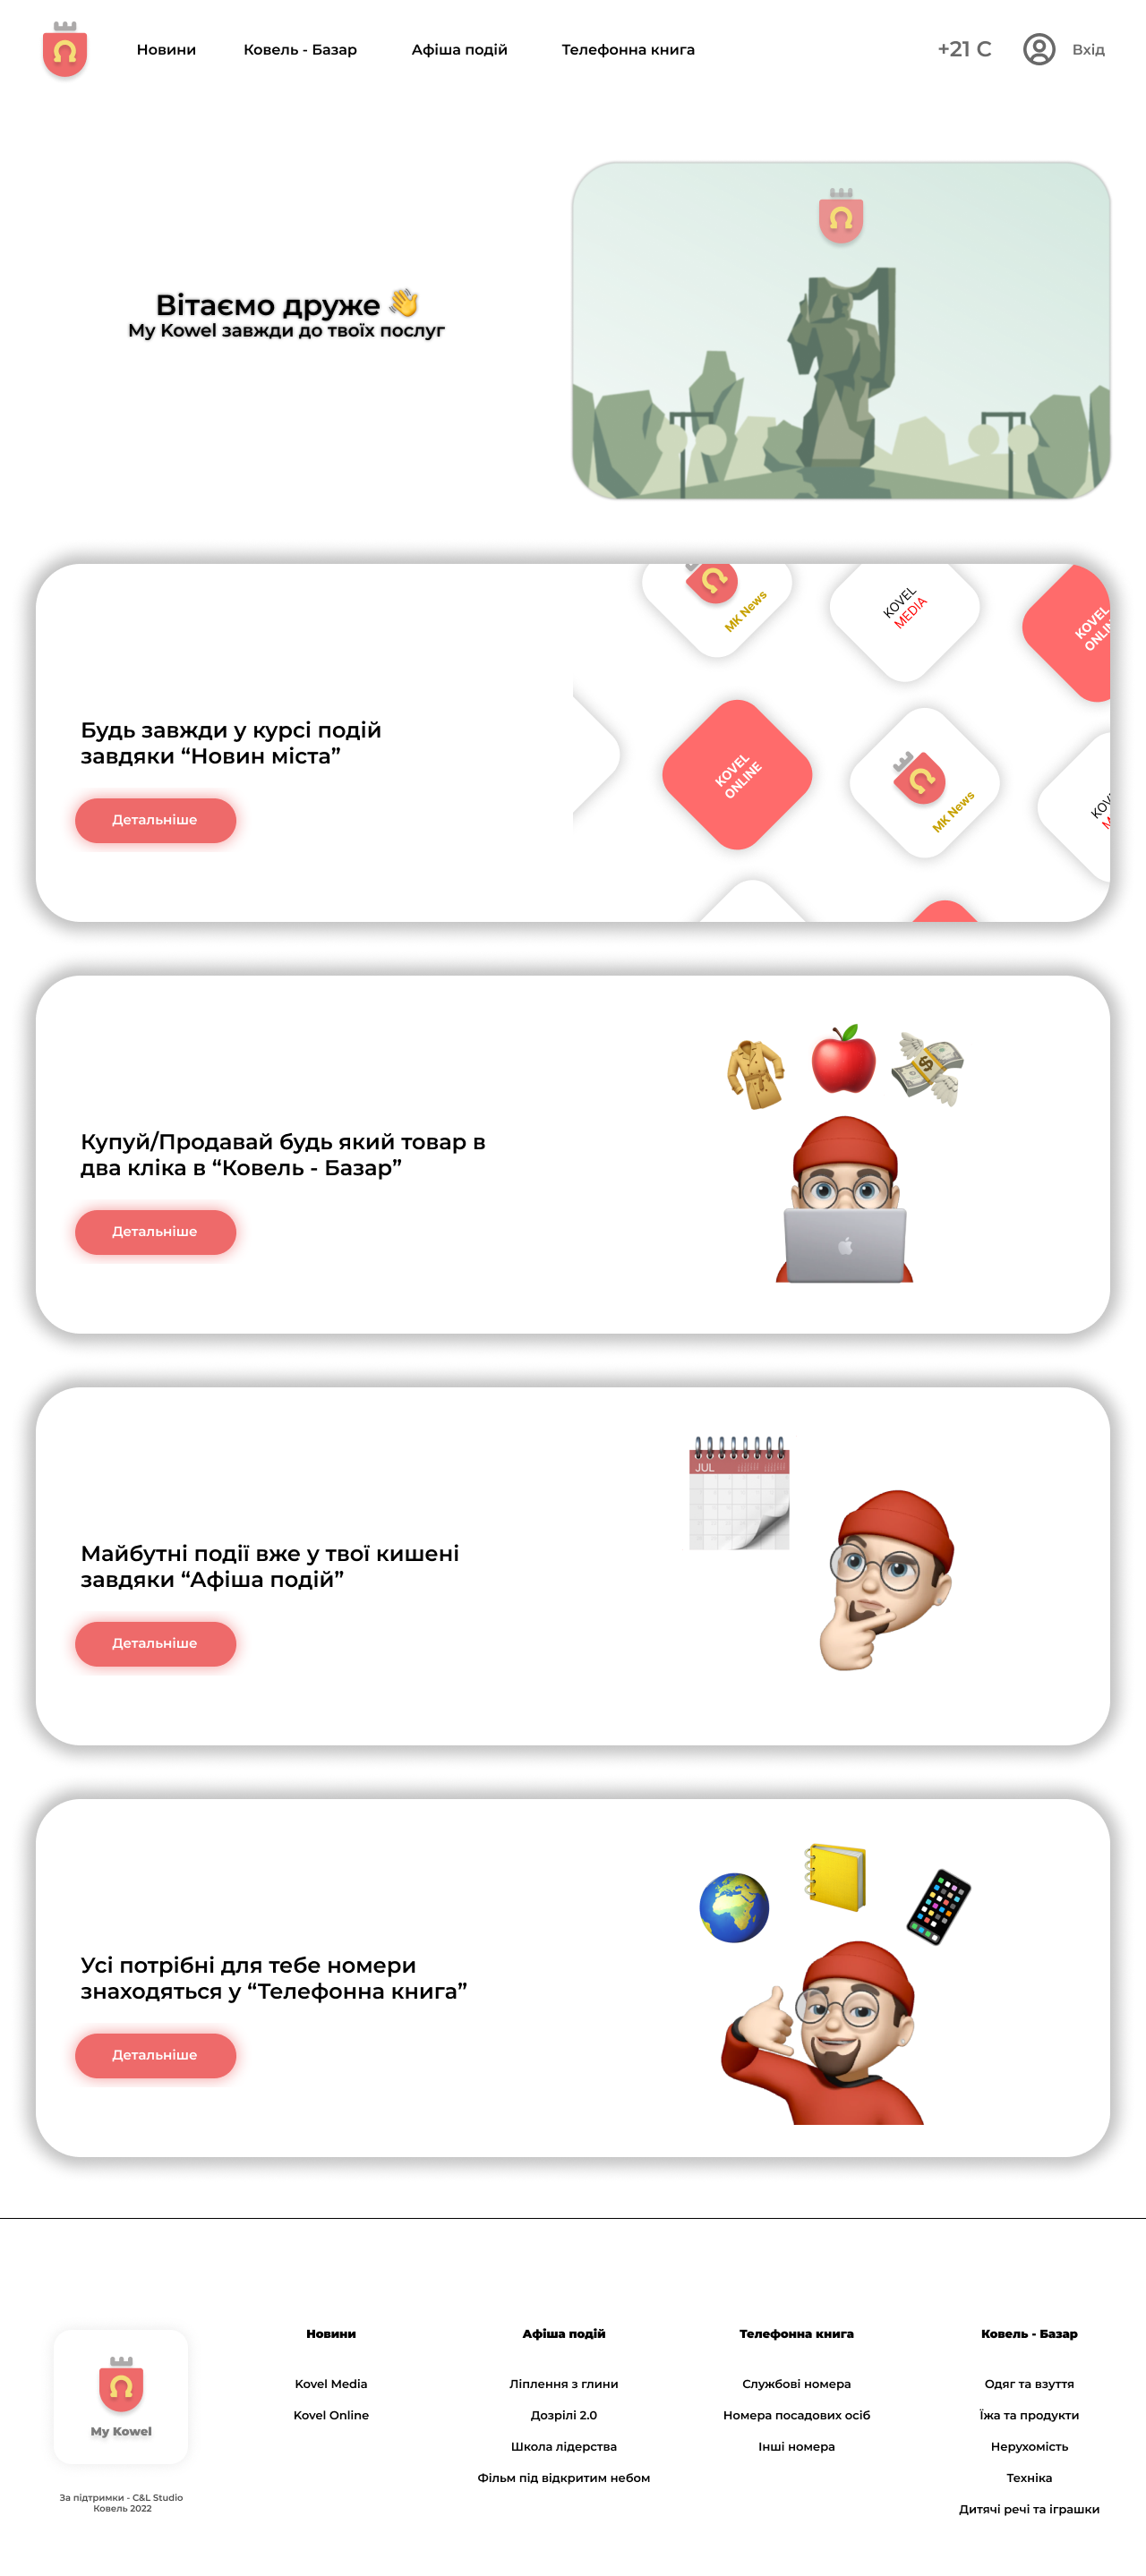 Новини
Ковель - Базар
Афіша подій
Телефонна книга
+21 C
Вхід
Вітаємо друже
My Kowel завжди до твоїх послуг
MK News
KOVEL
MEDIA
KOVEL
Будь завжди у курсі подій
завдяки “Новин міста”
Детальніше
KOVEL
ONLINE
MK News
Купуй/Продавай будь який товар в
два кліка в “Ковель - Базар”
Детальніше
JUL
Майбутні події вже у твої кишені
завдяки “Афіша подій”
Детальніше
Усі потрібні для тебе номери
знаходяться у “Телефонна книга”
Детальніше
My Kowel
За підтримки - C&L Studio
Ковель 2022
Новини
Kovel Media
Kovel Online
Афіша подій
Ліплення з глини
Дозрілі 2.0
Школа лідерства
Фільм під відкритим небом
Телефонна книга
Службові номера
Номера посадових осіб
Інші номера
Ковель - Базар
Одяг та взуття
Їжа та продукти
Нерухомість
Техніка
Дитячі речі та іграшки